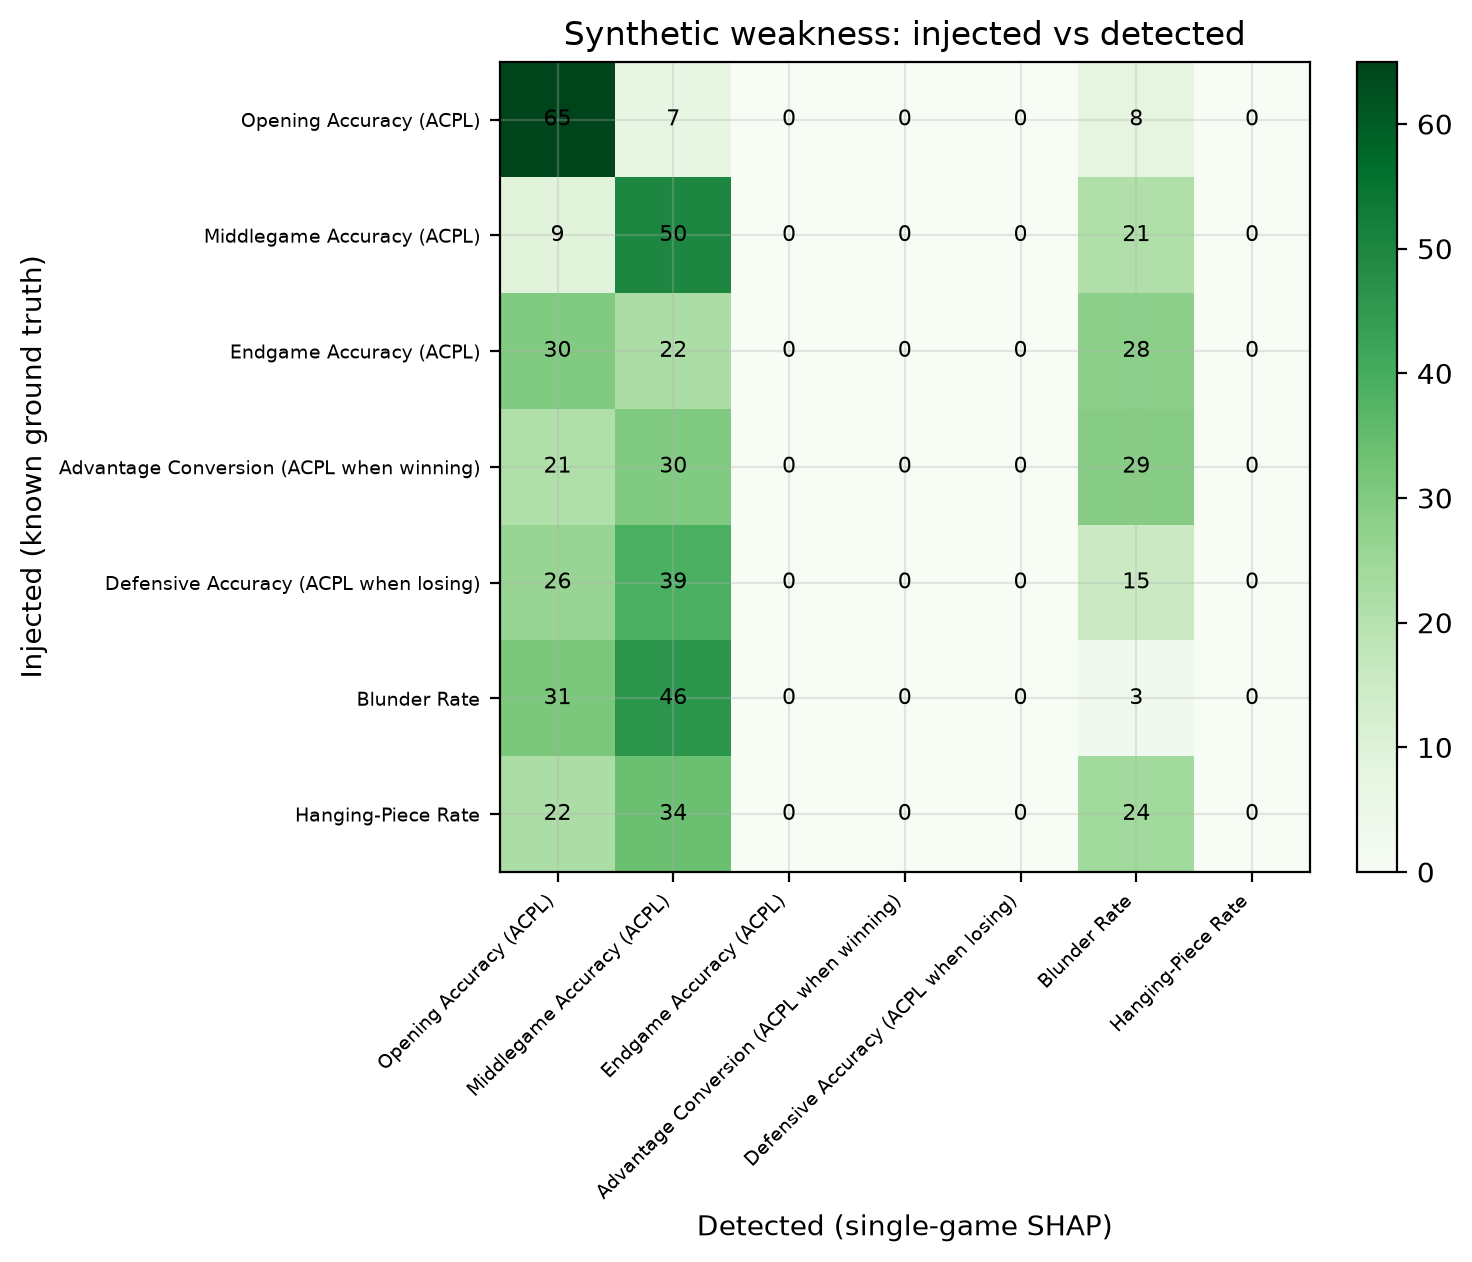 Synthetic weakness: injected vs detected
Injected (known ground truth)
Opening Accuracy (ACPL) 65 7 0 0 0 8 0
Middlegame Accuracy (ACPL) 9 50 0 0 0 21 0
Endgame Accuracy (ACPL) 30 22 0 0 0 28 0
Advantage Conversion (ACPL when winning) 21 30 0 0 0 29 0
Defensive Accuracy (ACPL when losing) 26 39 0 0 0 15 0
Blunder Rate 31 46 0 0 0 3 0
Hanging-Piece Rate 22 34 0 0 0 24 0
Opening Accuracy (ACPL)
Middlegame Accuracy (ACPL)
Endgame Accuracy (ACPL)
Advantage Conversion (ACPL when winning)
Defensive Accuracy (ACPL when losing)
Blunder Rate
Hanging-Piece Rate
Detected (single-game SHAP)
60
50
40
30
20
10
0